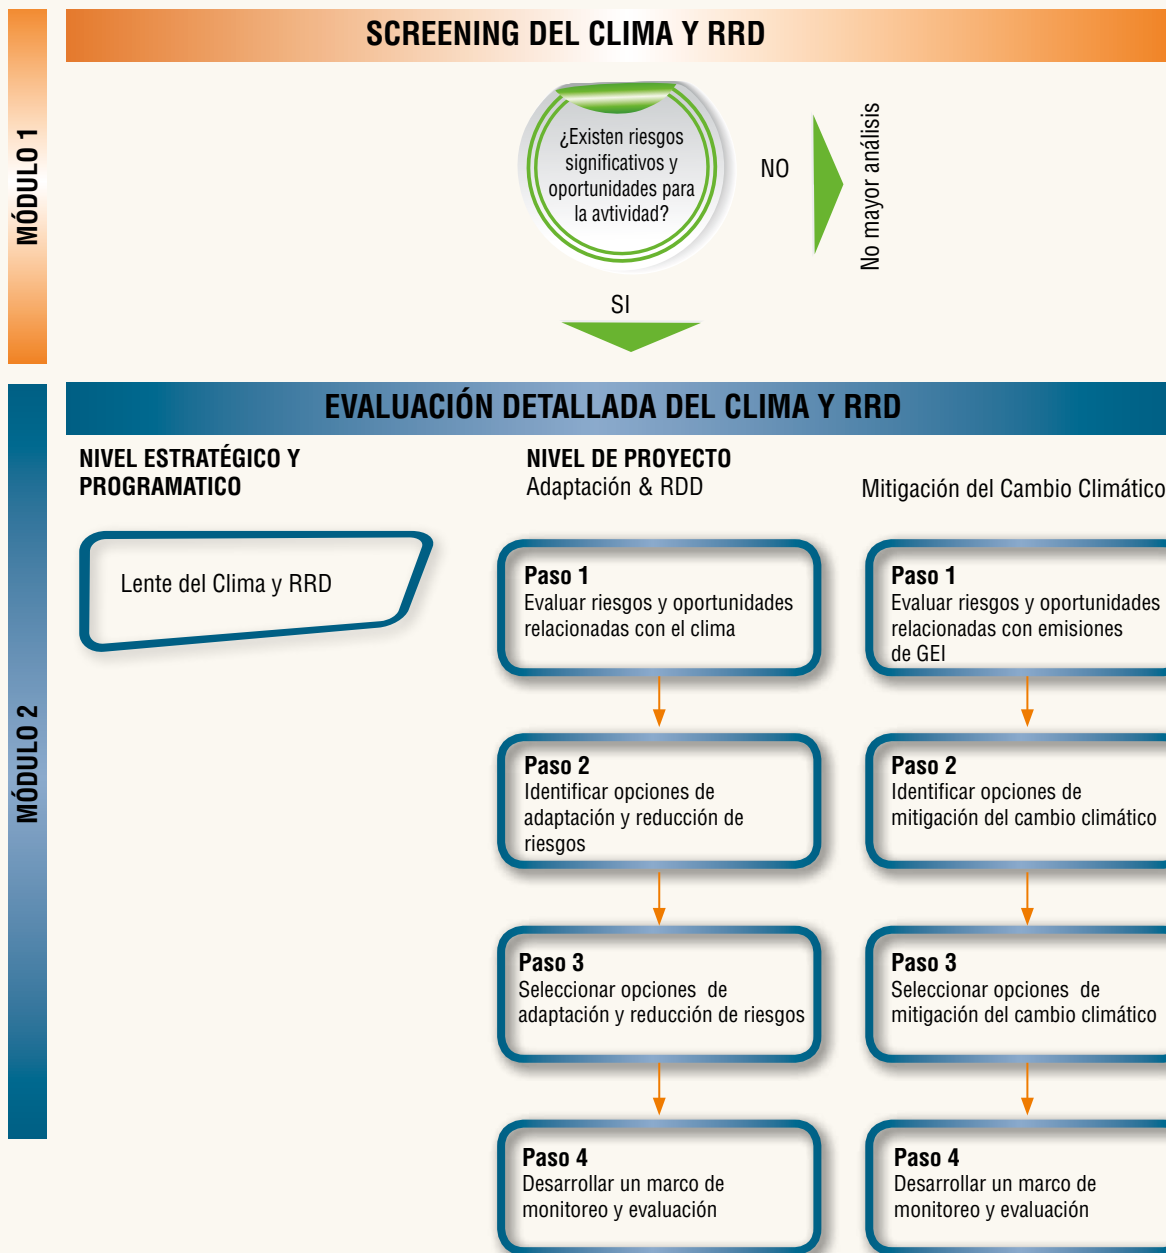 MÓDULO 1
SCREENING DEL CLIMA Y RRD
¿Existen riesgos
significativos y
oportunidades para
la avtividad?
NO
No mayor análisis
SI
MÓDULO 2
EVALUACIÓN DETALLADA DEL CLIMA Y RRD
NIVEL ESTRATÉGICO Y
PROGRAMATICO
Lente del Clima y RRD
NIVEL DE PROYECTO
Adaptación & RDD
Paso 1
Evaluar riesgos y oportunidades
relacionadas con el clima
Paso 2
Identificar opciones de
adaptación y reducción de
riesgos
Paso 3
Seleccionar opciones de
adaptación y reducción de riesgos
Paso 4
Desarrollar un marco de
monitoreo y evaluación
Mitigación del Cambio Climático
Paso 1
Evaluar riesgos y oportunidades
relacionadas con emisiones
de GEI
Paso 2
Identificar opciones de
mitigación del cambio climático
Paso 3
Seleccionar opciones de
mitigación del cambio climático
Paso 4
Desarrollar un marco de
monitoreo y evaluación